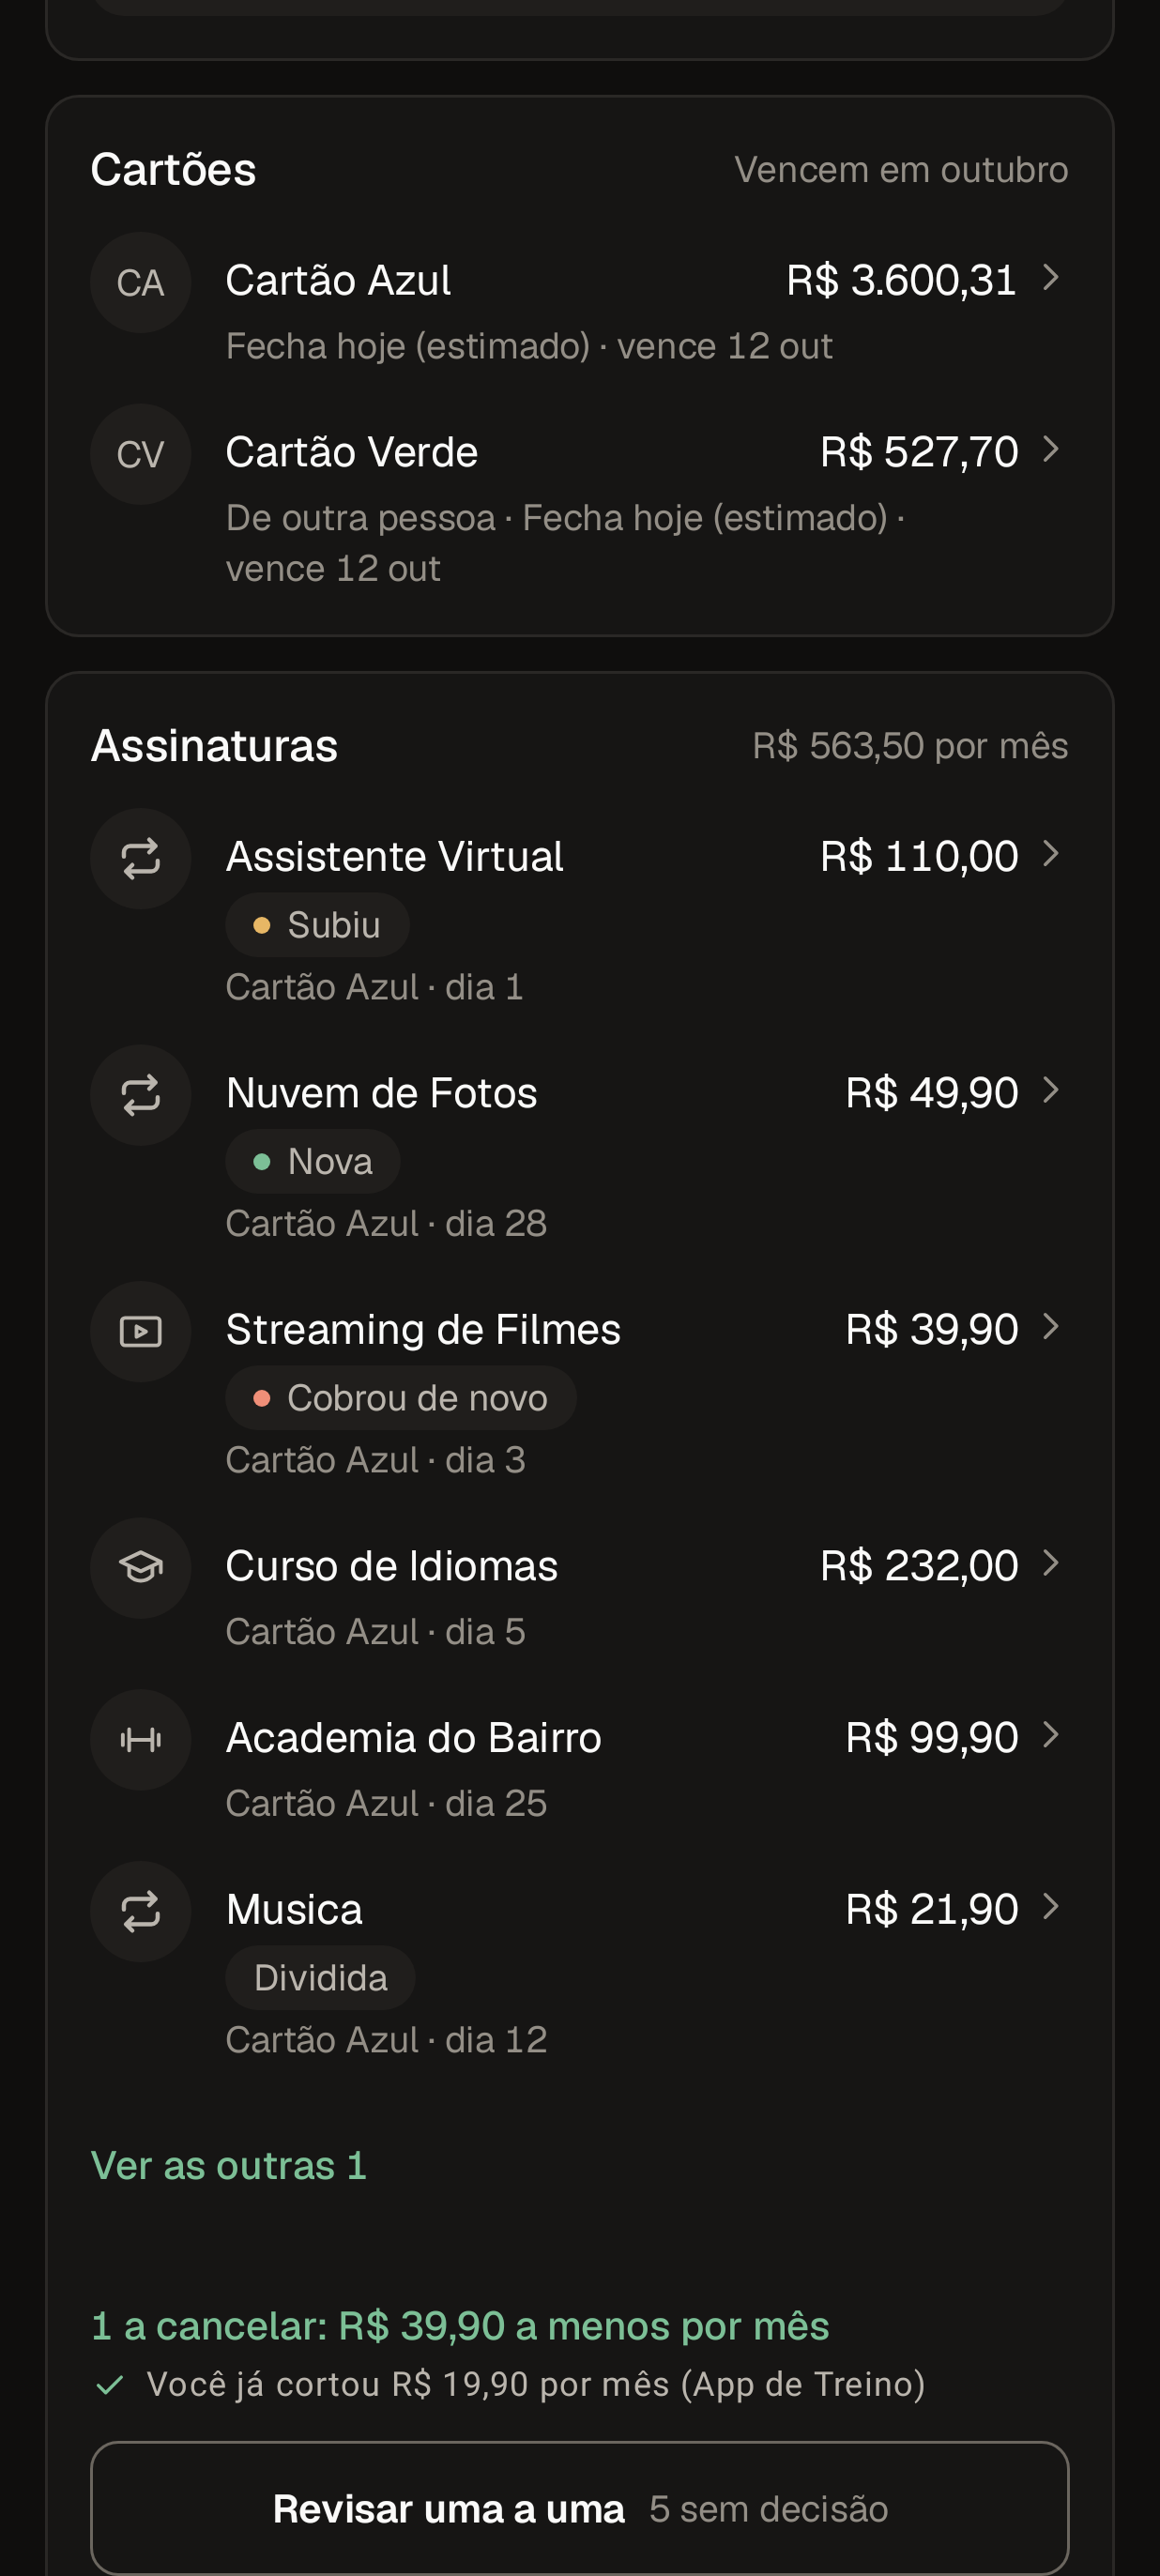 Cartões
Vencem em outubro
CA
Cartão Azul
R$ 3.600,31
Fecha hoje (estimado) · vence 12 out
CV
Cartão Verde
R$ 527,70
De outra pessoa · Fecha hoje (estimado) ·
vence 12 out
Assinaturas
R$ 563,50 por mês
Assistente Virtual
R$ 110,00
Subiu
Cartão Azul · dia 1
Nuvem de Fotos
R$ 49,90
Nova
Cartão Azul · dia 28
Streaming de Filmes
R$ 39,90
Cobrou de novo
Cartão Azul · dia 3
Curso de Idiomas
R$ 232,00
Cartão Azul · dia 5
Academia do Bairro
R$ 99,90
Cartão Azul · dia 25
Musica
R$ 21,90
Dividida
Cartão Azul · dia 12
Ver as outras 1
1 a cancelar: R$ 39,90 a menos por mês
Você já cortou R$ 19,90 por mês (App de Treino)
Revisar uma a uma 5 sem decisão